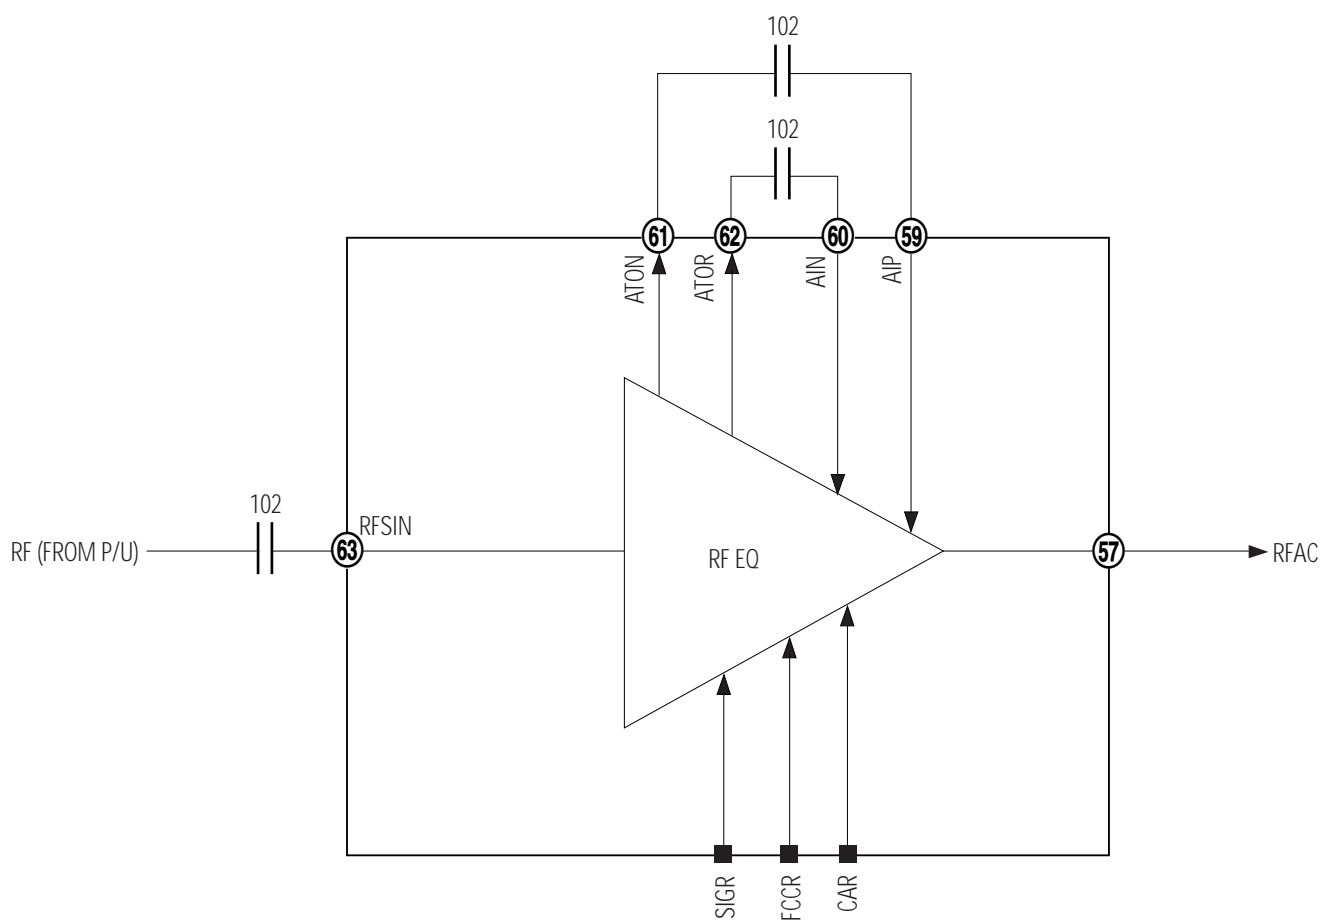 102
102
61
62
60
59
ATON
ATOR
AIN
AIP
102
RF (FROM P/U)
63
RFSIN
RF EQ
57
RFAC
SIGR
FCCR
CAR